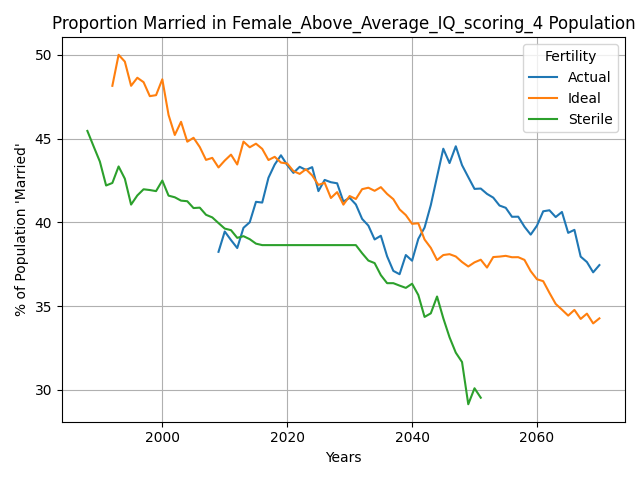 Proportion Married in Female_Above_Average_IQ_scoring_4 Population
% of Population 'Married'
50
45
40
35
30
Fertility
Actual
Ideal
Sterile
2000
2020
2040
2060
Years